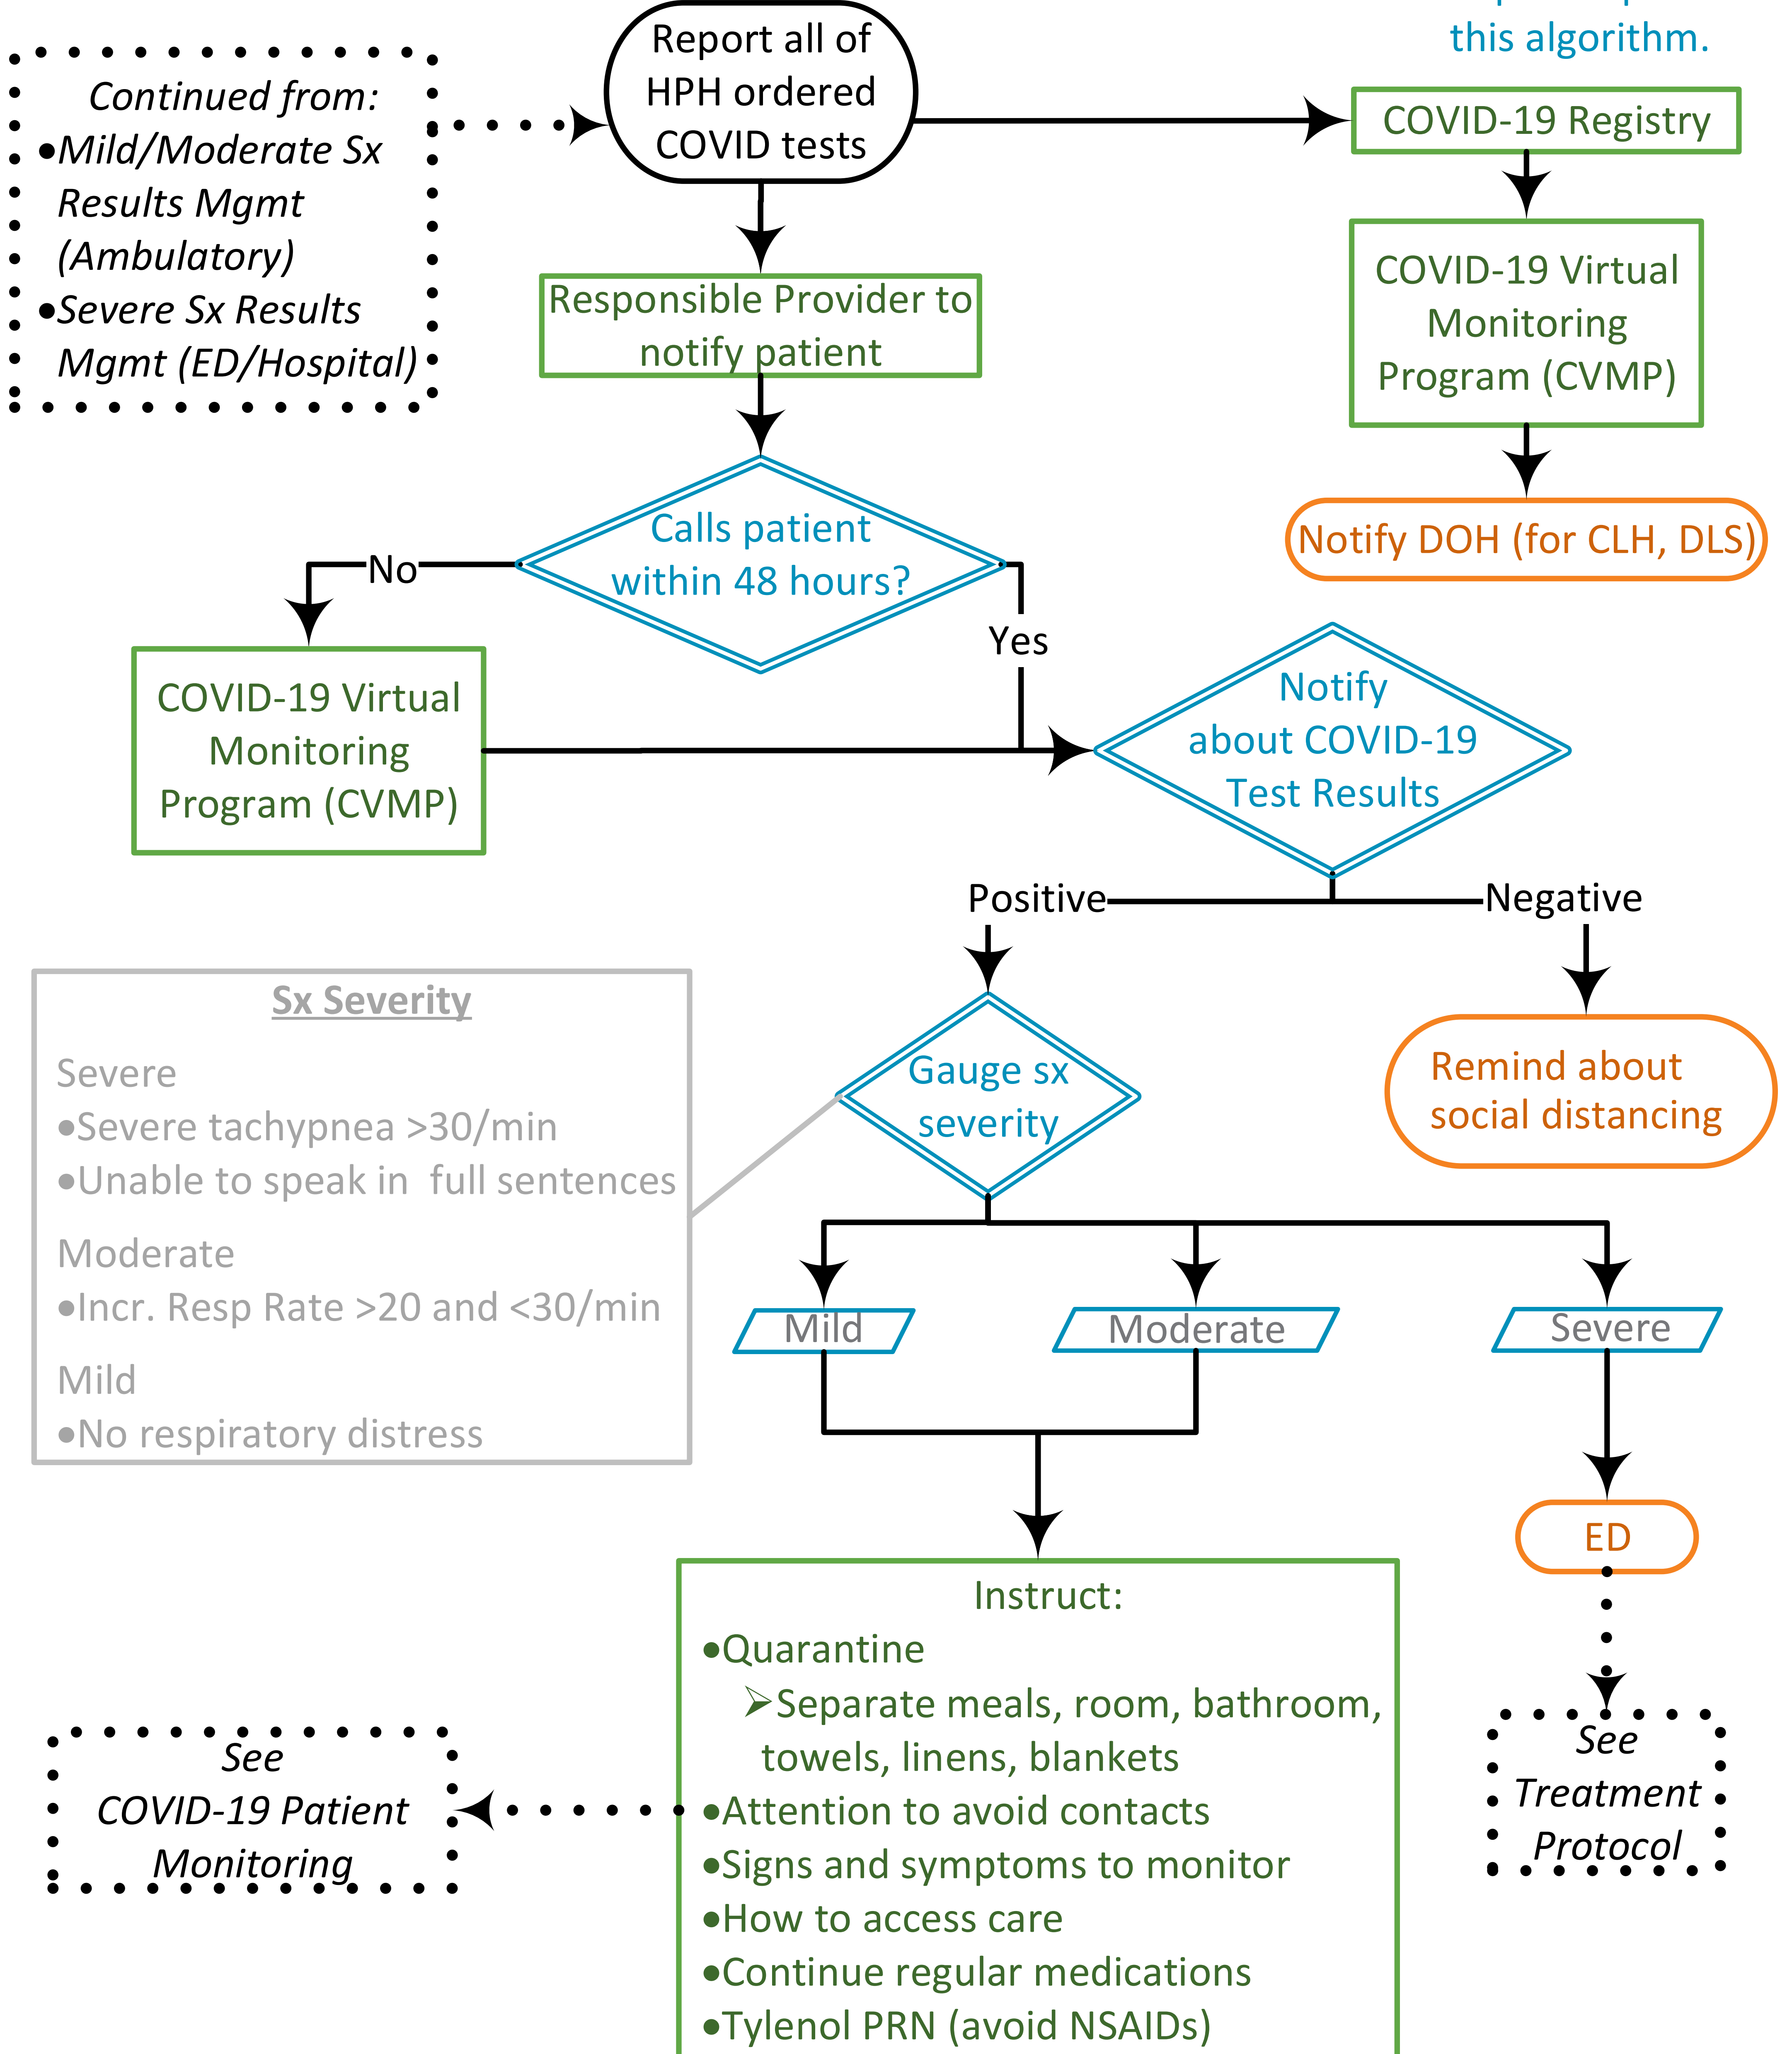 this algorithm.
Report all of
HPH ordered
COVID tests
Continued from:
•Mild/Moderate Sx
Results Mgmt
(Ambulatory)
•Severe Sx Results
Mgmt (ED/Hospital)
COVID-19 Registry
COVID-19 Virtual
Monitoring
Program (CVMP)
Notify DOH (for CLH, DLS)
Responsible Provider to
notify patient
Calls patient
within 48 hours?
No
Yes
COVID-19 Virtual
Monitoring
Program (CVMP)
Notify
about COVID-19
Test Results
Positive
Negative
Sx Severity
Severe
•Severe tachypnea >30/min
•Unable to speak in full sentences
Moderate
•Incr. Resp Rate >20 and <30/min
Mild
•No respiratory distress
Gauge sx
severity
Remind about
social distancing
Mild
Moderate
Severe
ED
Instruct:
•Quarantine
➢Separate meals, room, bathroom,
towels, linens, blankets
•Attention to avoid contacts
•Signs and symptoms to monitor
•How to access care
•Continue regular medications
•Tylenol PRN (avoid NSAIDs)
See
COVID-19 Patient
Monitoring
See
Treatment
Protocol